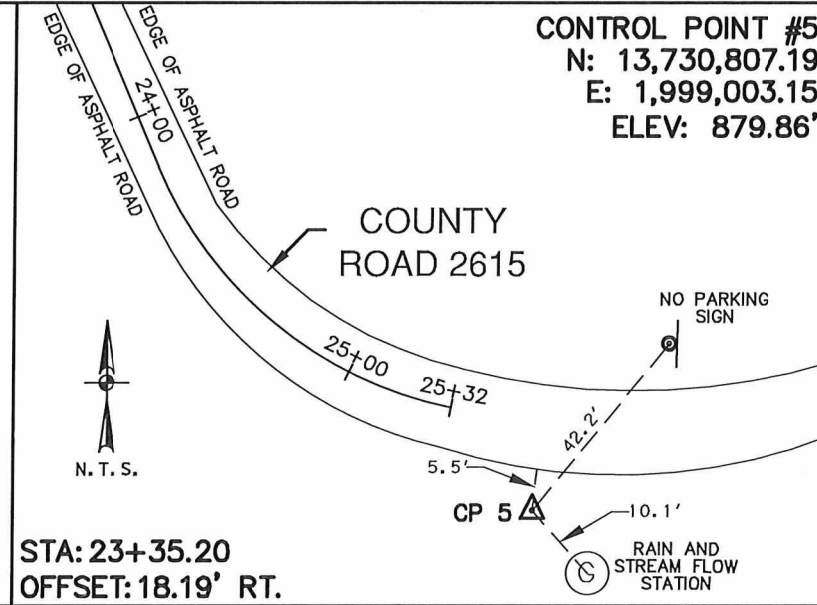 CONTROL POINT #5
N: 13,730,807.19
E: 1,999,003.15
ELEV: 879.86'
EDGE OF ASPHALT ROAD
24+00
EDGE OF ASPHALT ROAD
COUNTY
ROAD 2615
NO PARKING
SIGN
25+00
25+32
42.2'
N.T.S.
5.5'
CP 5
10.1'
RAIN AND
STREAM FLOW
STATION
G
STA: 23+35.20
OFFSET: 18.19' RT.